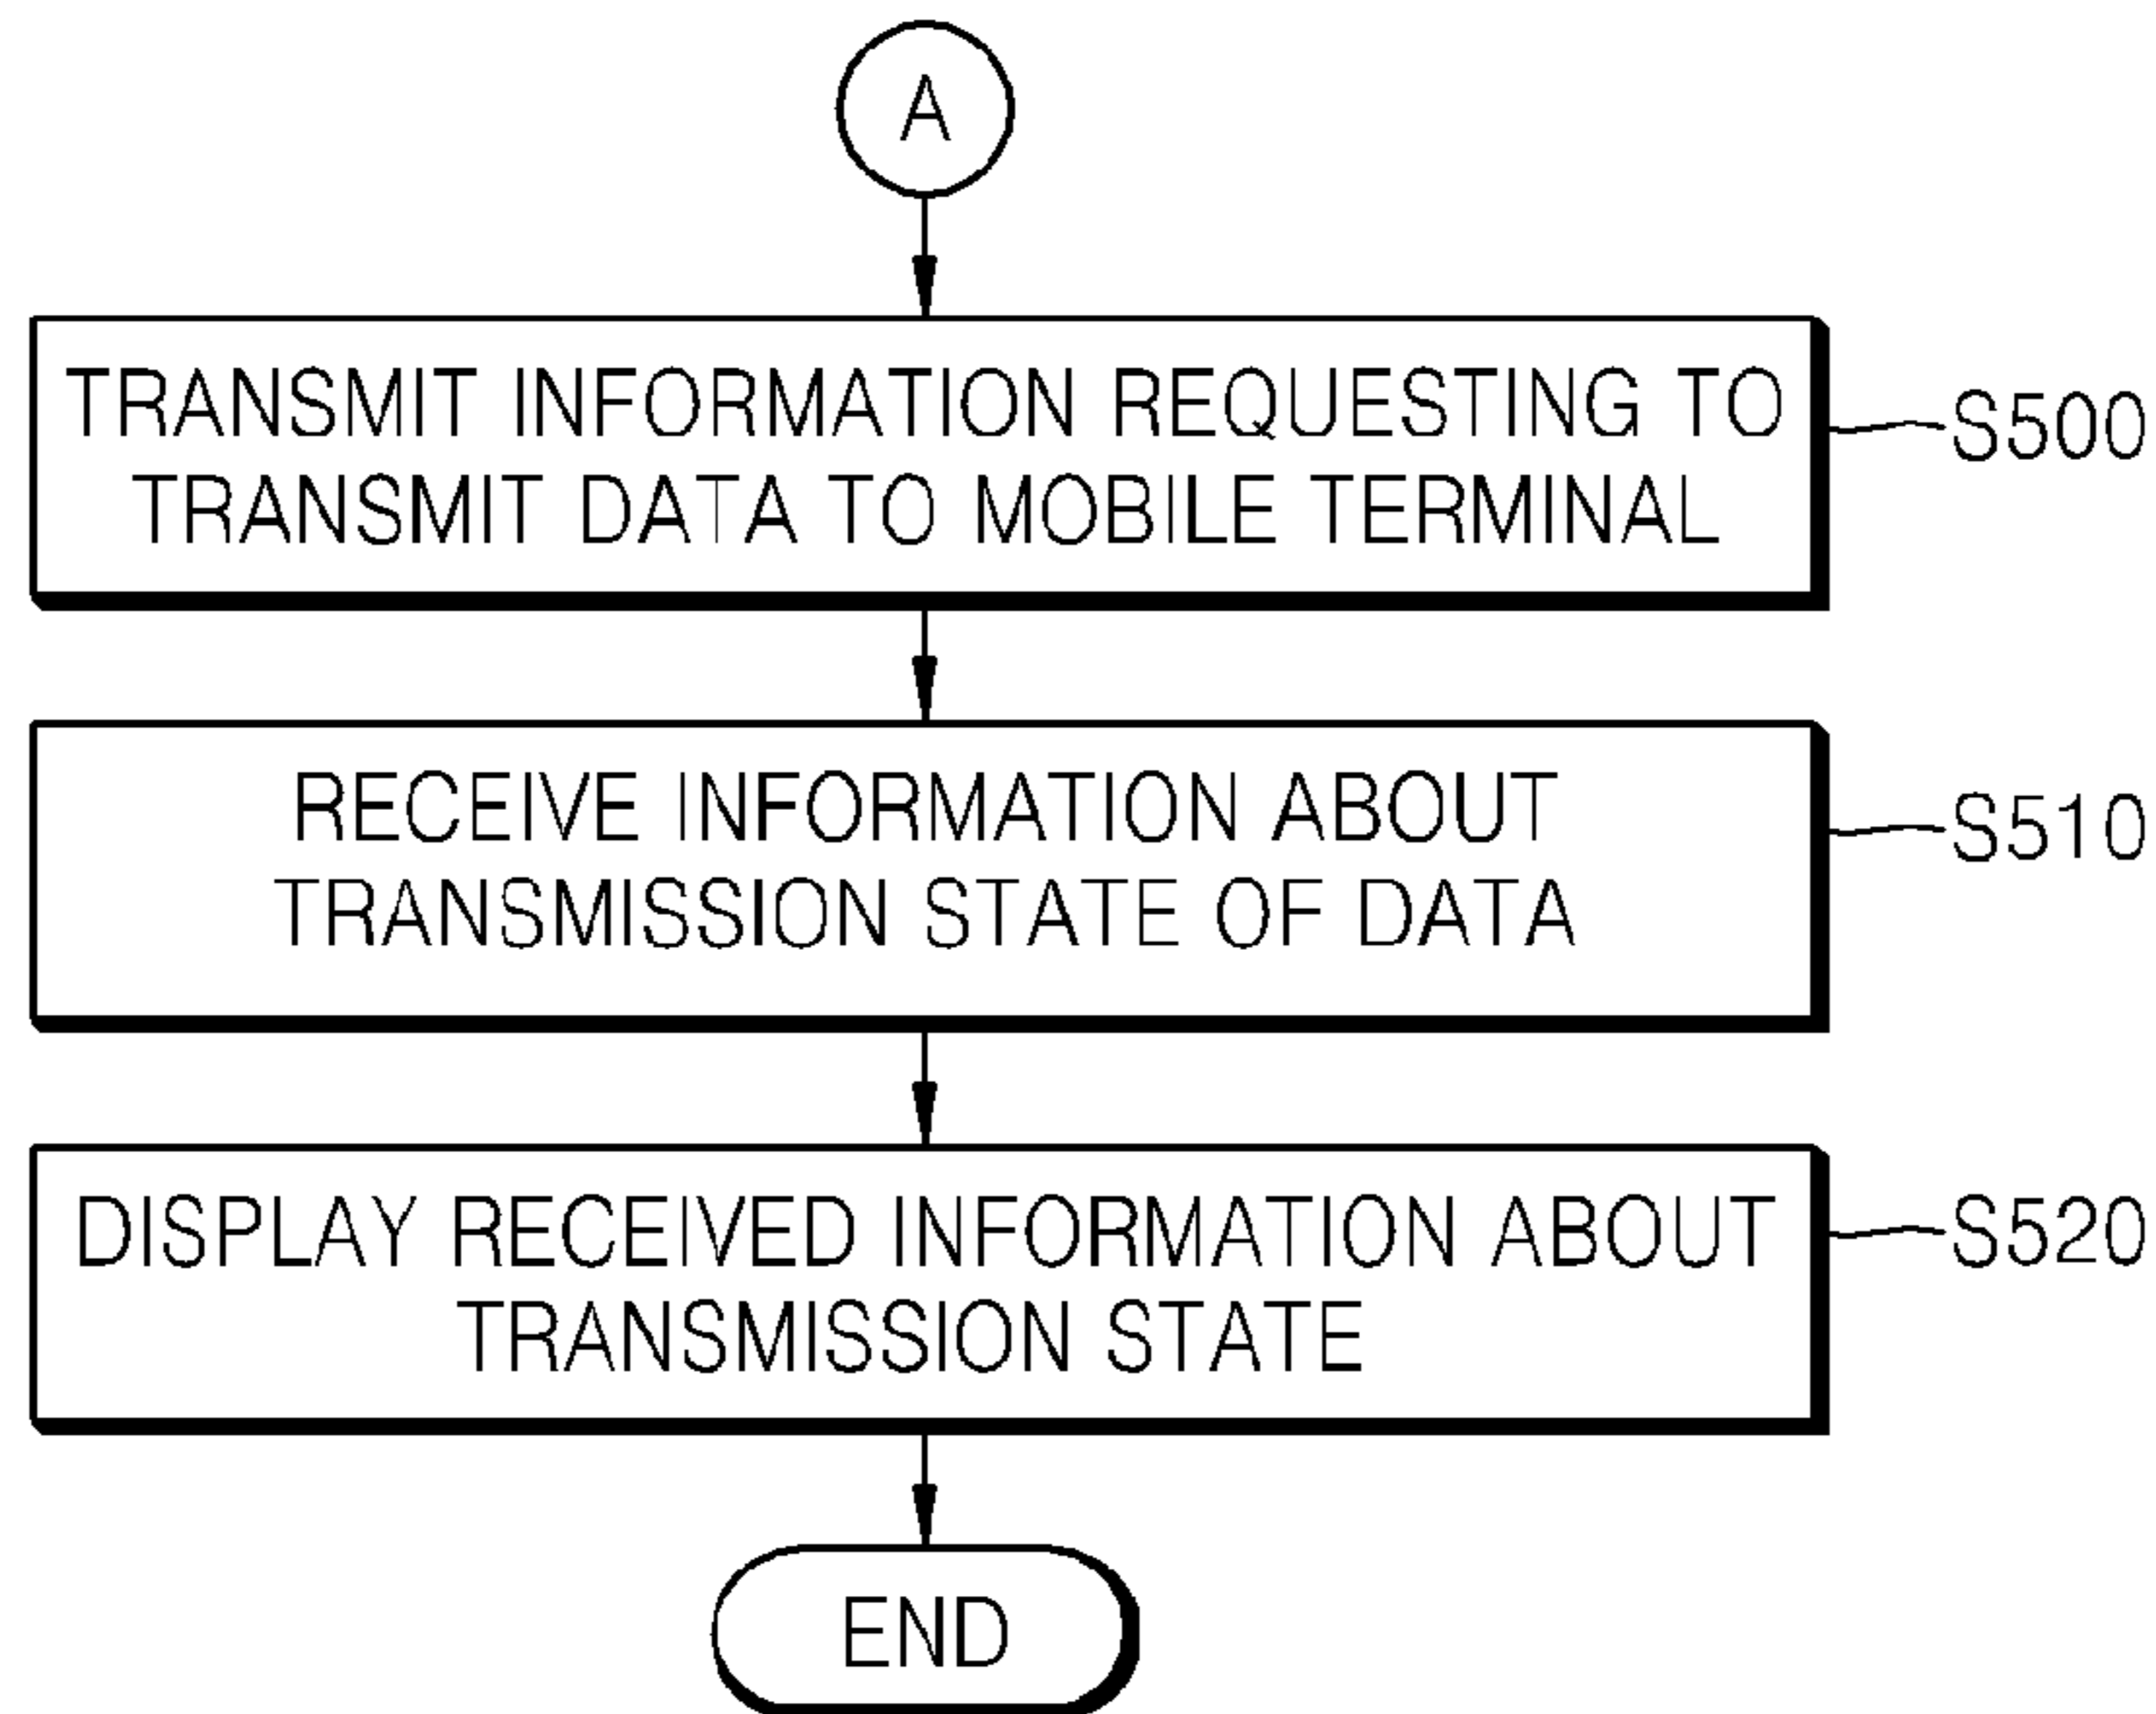 A
TRANSMIT INFORMATION REQUESTING TO
TRANSMIT DATA TO MOBILE TERMINAL
S500
RECEIVE INFORMATION ABOUT
TRANSMISSION STATE OF DATA
S510
DISPLAY RECEIVED INFORMATION ABOUT
TRANSMISSION STATE
S520
END